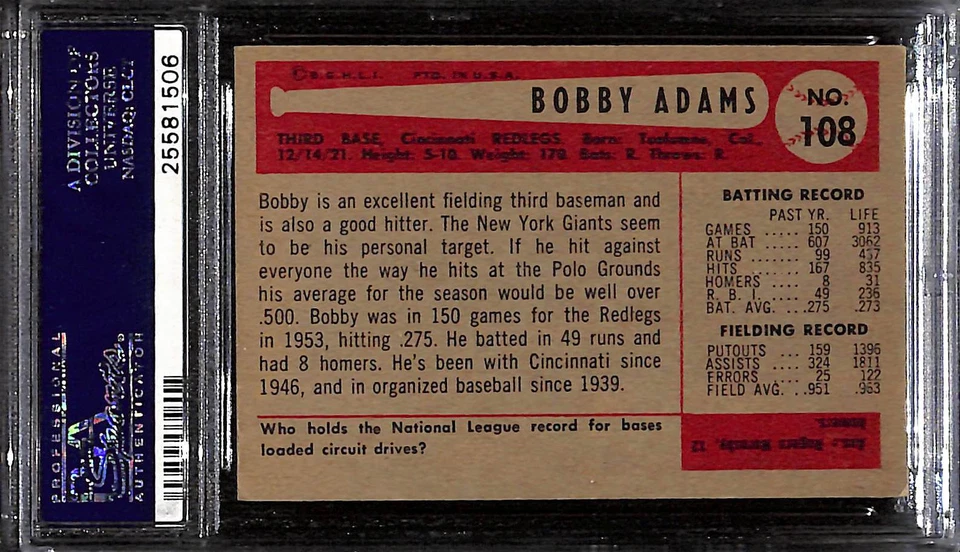 A DIVISION OF
COLLECTORS
UNIVERSE
NASDAQ: CLCT
25581506
PROFESSIONAL
AUTHENTICATOR
© B.G.H.L.I. PTD. IN U.S.A.
BOBBY ADAMS
NO.
108
THIRD BASE, Cincinnati REDLEGS Born: Tuolumne, Cal.,
12/14/21. Height: 5-10. Weight: 170. Bats: R. Throws: R.
Bobby is an excellent fielding third baseman and
is also a good hitter. The New York Giants seem
to be his personal target. If he hit against
everyone the way he hits at the Polo Grounds
his average for the season would be well over
.500. Bobby was in 150 games for the Redlegs
in 1953, hitting .275. He batted in 49 runs and
had 8 homers. He's been with Cincinnati since
1946, and in organized baseball since 1939.
BATTING RECORD
PAST YR. LIFE
GAMES ..... 150 913
AT BAT ..... 607 3062
RUNS ....... 99 457
HITS ....... 167 835
HOMERS .... 8 31
R. B. I. .... 49 236
BAT. AVG. ...275 .273
FIELDING RECORD
PUTOUTS ... 159 1396
ASSISTS .... 324 1811
ERRORS .... 25 122
FIELD AVG. ..951 .963
Who holds the National League record for bases
loaded circuit drives?
Ans.: Rogers Hornsby, 12
homers.